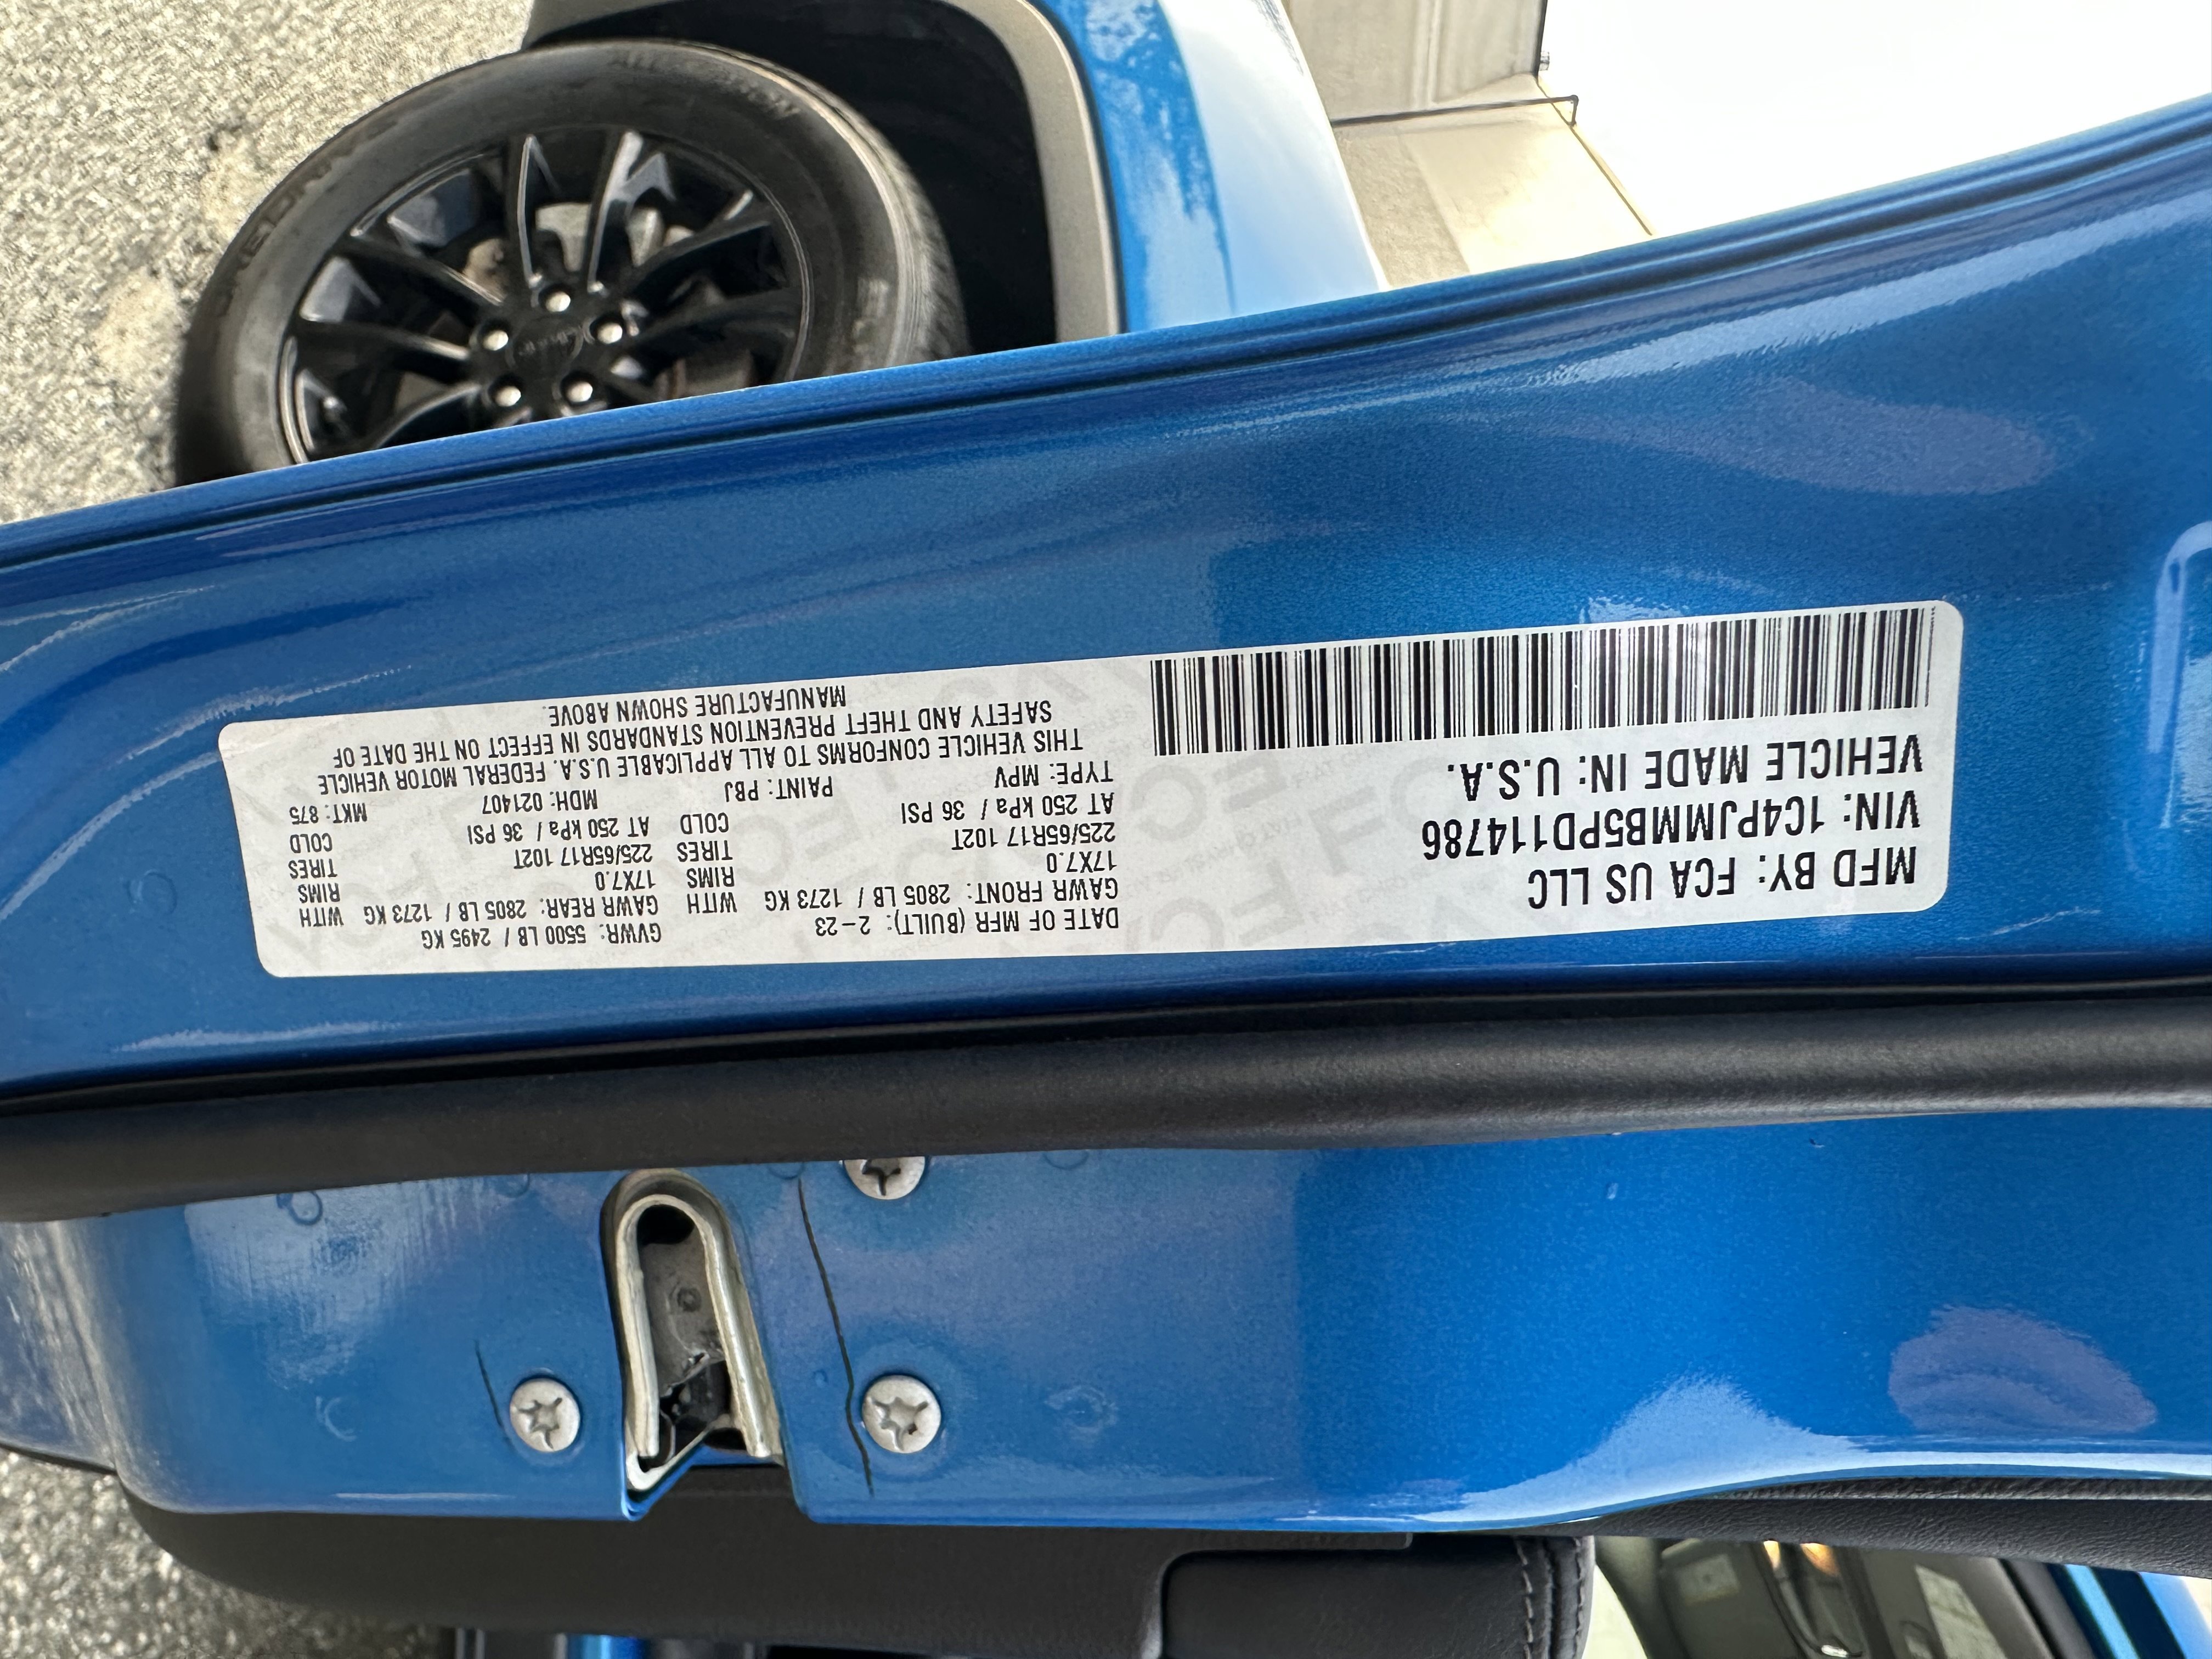 MFD BY: FCA US LLC
VIN: 1C4PJMMB5PD114786
VEHICLE MADE IN: U.S.A.
DATE OF MFR (BUILT): 2-23 GVWR: 5500 LB / 2495 KG
GAWR FRONT: 2805 LB / 1273 KG WITH GAWR REAR: 2805 LB / 1273 KG WITH
17X7.0 RIMS 17X7.0 RIMS
225/65R17 102T TIRES 225/65R17 102T TIRES
AT 250 kPa / 36 PSI COLD AT 250 kPa / 36 PSI COLD
TYPE: MPV PAINT: PBJ MDH: 021407 MKT: 875
THIS VEHICLE CONFORMS TO ALL APPLICABLE U.S.A. FEDERAL MOTOR VEHICLE
SAFETY AND THEFT PREVENTION STANDARDS IN EFFECT ON THE DATE OF
MANUFACTURE SHOWN ABOVE.
Jeep